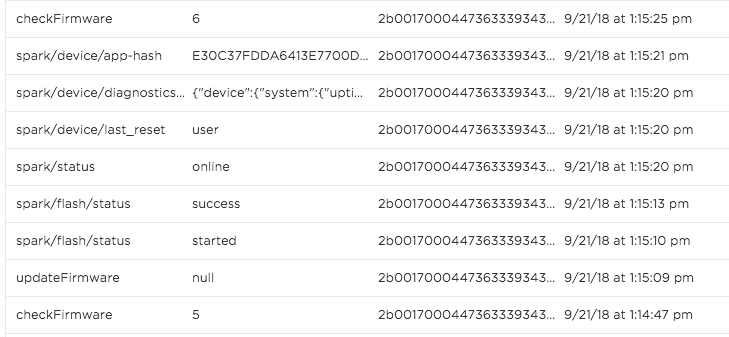 checkFirmware 6 2b0017000447363339343... 9/21/18 at 1:15:25 pm
spark/device/app-hash E30C37FDDA6413E7700D... 2b0017000447363339343... 9/21/18 at 1:15:21 pm
spark/device/diagnostics... {"device":{"system":{"upti... 2b0017000447363339343... 9/21/18 at 1:15:20 pm
spark/device/last_reset user 2b0017000447363339343... 9/21/18 at 1:15:20 pm
spark/status online 2b0017000447363339343... 9/21/18 at 1:15:20 pm
spark/flash/status success 2b0017000447363339343... 9/21/18 at 1:15:13 pm
spark/flash/status started 2b0017000447363339343... 9/21/18 at 1:15:10 pm
updateFirmware null 2b0017000447363339343... 9/21/18 at 1:15:09 pm
checkFirmware 5 2b0017000447363339343... 9/21/18 at 1:14:47 pm